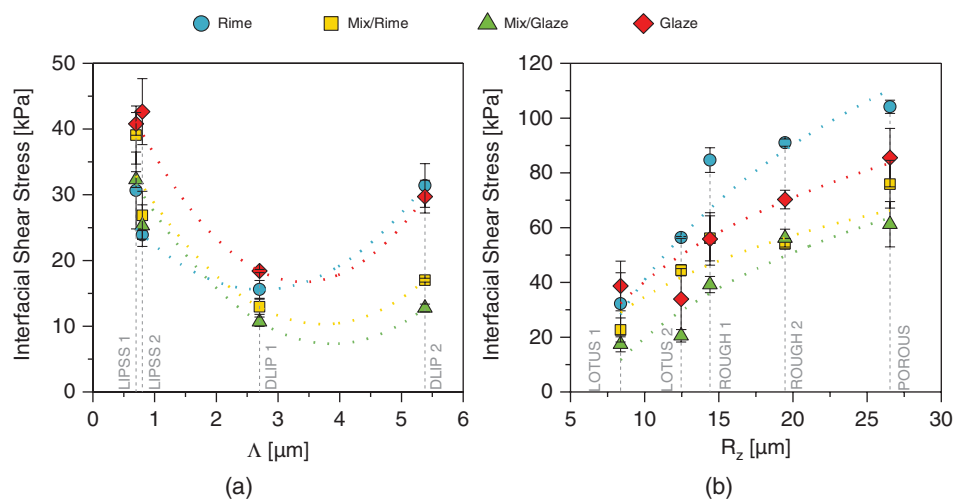 Rime Mix/Rime Mix/Glaze Glaze
Interfacial Shear Stress [kPa]
50
40
30
20
10
0
LIPSS 1
LIPSS 2
DLIP 1
DLIP 2
0 1 2 3 4 5 6
Λ [µm]
(a)
Interfacial Shear Stress [kPa]
120
100
80
60
40
20
0
LOTUS 1
LOTUS 2
ROUGH 1
ROUGH 2
POROUS
5 10 15 20 25 30
Rz [µm]
(b)